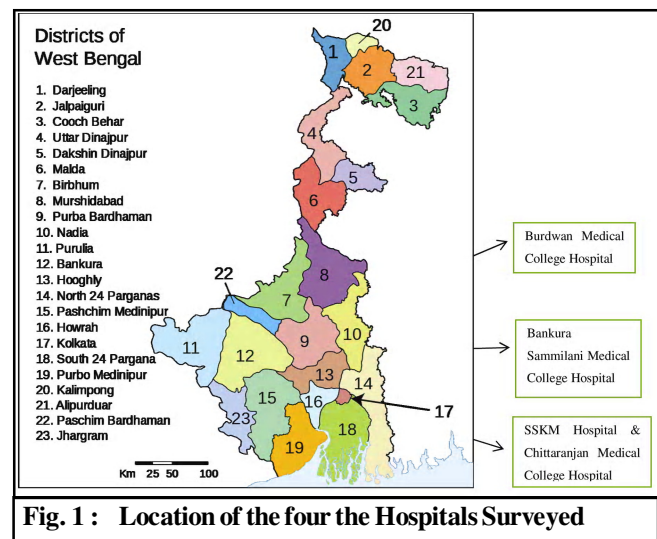 Districts of
West Bengal
1. Darjeeling
2. Jalpaiguri
3. Cooch Behar
4. Uttar Dinajpur
5. Dakshin Dinajpur
6. Malda
7. Birbhum
8. Murshidabad
9. Purba Bardhaman
10. Nadia
11. Purulia
12. Bankura
13. Hooghly
14. North 24 Parganas
15. Pashchim Medinipur
16. Howrah
17. Kolkata
18. South 24 Pargana
19. Purbo Medinipur
20. Kalimpong
21. Alipurduar
22. Paschim Bardhaman
23. Jhargram
Km 25 50 100
20
1
2
21
3
4
5
6
8
22
7
10
9
11
12
13
14
15
16
17
23
18
19
Burdwan Medical
College Hospital
Bankura
Sammilani Medical
College Hospital
SSKM Hospital &
Chittaranjan Medical
College Hospital
Fig. 1 : Location of the four the Hospitals Surveyed